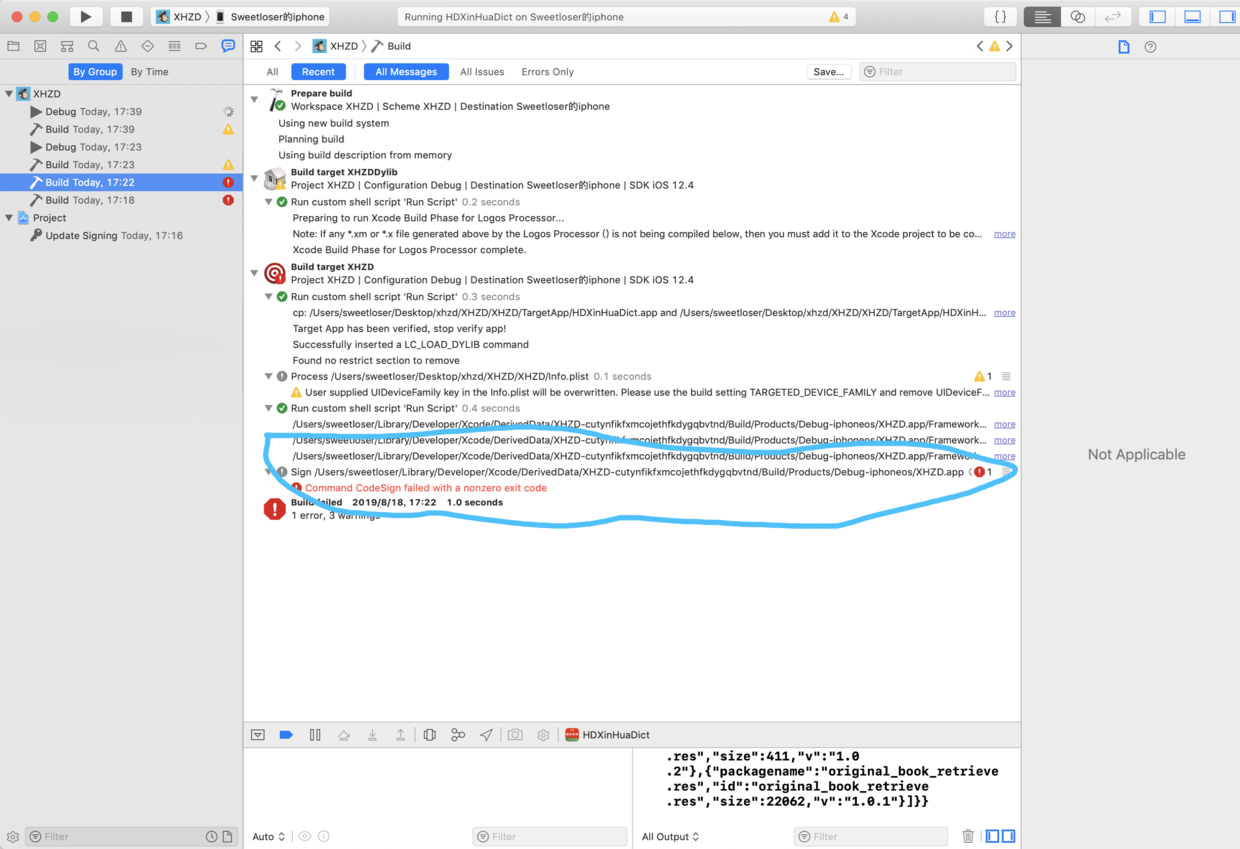 XHZD 〉 Sweetloser的iphone
Running HDXinHuaDict on Sweetloser的iphone
4
{ }
XHZD 〉 Build
By Group
By Time
All
Recent
All Messages
All Issues
Errors Only
Save...
Filter
XHZD
Debug Today, 17:39
Build Today, 17:39
Debug Today, 17:23
Build Today, 17:23
Build Today, 17:22
Build Today, 17:18
Project
Update Signing Today, 17:16
Prepare build
Workspace XHZD | Scheme XHZD | Destination Sweetloser的iphone
Using new build system
Planning build
Using build description from memory
Build target XHZDDylib
Project XHZD | Configuration Debug | Destination Sweetloser的iphone | SDK iOS 12.4
Run custom shell script 'Run Script' 0.2 seconds
Preparing to run Xcode Build Phase for Logos Processor...
Note: If any *.xm or *.x file generated above by the Logos Processor () is not being compiled below, then you must add it to the Xcode project to be co... more
Xcode Build Phase for Logos Processor complete.
Build target XHZD
Project XHZD | Configuration Debug | Destination Sweetloser的iphone | SDK iOS 12.4
Run custom shell script 'Run Script' 0.3 seconds
cp: /Users/sweetloser/Desktop/xhzd/XHZD/XHZD/TargetApp/HDXinHuaDict.app and /Users/sweetloser/Desktop/xhzd/XHZD/XHZD/TargetApp/HDXinH... more
Target App has been verified, stop verify app!
Successfully inserted a LC_LOAD_DYLIB command
Found no restrict section to remove
Process /Users/sweetloser/Desktop/xhzd/XHZD/XHZD/Info.plist 0.1 seconds 1
User supplied UIDeviceFamily key in the Info.plist will be overwritten. Please use the build setting TARGETED_DEVICE_FAMILY and remove UIDeviceF... more
Run custom shell script 'Run Script' 0.4 seconds
/Users/sweetloser/Library/Developer/Xcode/DerivedData/XHZD-cutynfikfxmcojethfkdygqbvtnd/Build/Products/Debug-iphoneos/XHZD.app/Framework... more
/Users/sweetloser/Library/Developer/Xcode/DerivedData/XHZD-cutynfikfxmcojethfkdygqbvtnd/Build/Products/Debug-iphoneos/XHZD.app/Framework... more
/Users/sweetloser/Library/Developer/Xcode/DerivedData/XHZD-cutynfikfxmcojethfkdygqbvtnd/Build/Products/Debug-iphoneos/XHZD.app/Framework... more
Sign /Users/sweetloser/Library/Developer/Xcode/DerivedData/XHZD-cutynfikfxmcojethfkdygqbvtnd/Build/Products/Debug-iphoneos/XHZD.app 1
Command CodeSign failed with a nonzero exit code
Build failed 2019/8/18, 17:22 1.0 seconds
1 error, 3 warnings
Not Applicable
HDXinHuaDict
.res","size":411,"v":"1.0
.2"},{"packagename":"original_book_retrieve
.res","id":"original_book_retrieve
.res","size":22062,"v":"1.0.1"}]}}
Filter
Auto
Filter
All Output
Filter